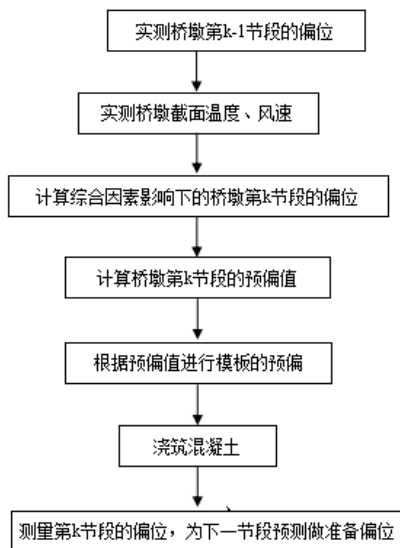 实测桥墩第k-1节段的偏位
实测桥墩截面温度、风速
计算综合因素影响下的桥墩第k节段的偏位
计算桥墩第k节段的预偏值
根据预偏值进行模板的预偏
浇筑混凝土
测量第k节段的偏位，为下一节段预测做准备偏位